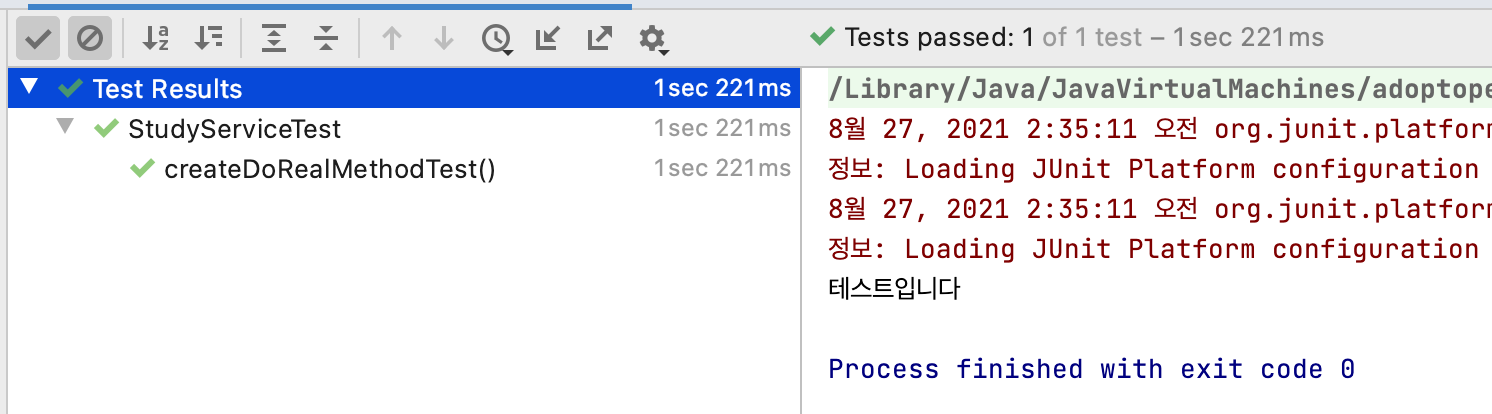 Tests passed: 1 of 1 test – 1sec 221ms
Test Results 1sec 221ms
StudyServiceTest 1sec 221ms
createDoRealMethodTest() 1sec 221ms
/Library/Java/JavaVirtualMachines/adoptope
8월 27, 2021 2:35:11 오전 org.junit.platform
정보: Loading JUnit Platform configuration
8월 27, 2021 2:35:11 오전 org.junit.platform
정보: Loading JUnit Platform configuration
테스트입니다
Process finished with exit code 0